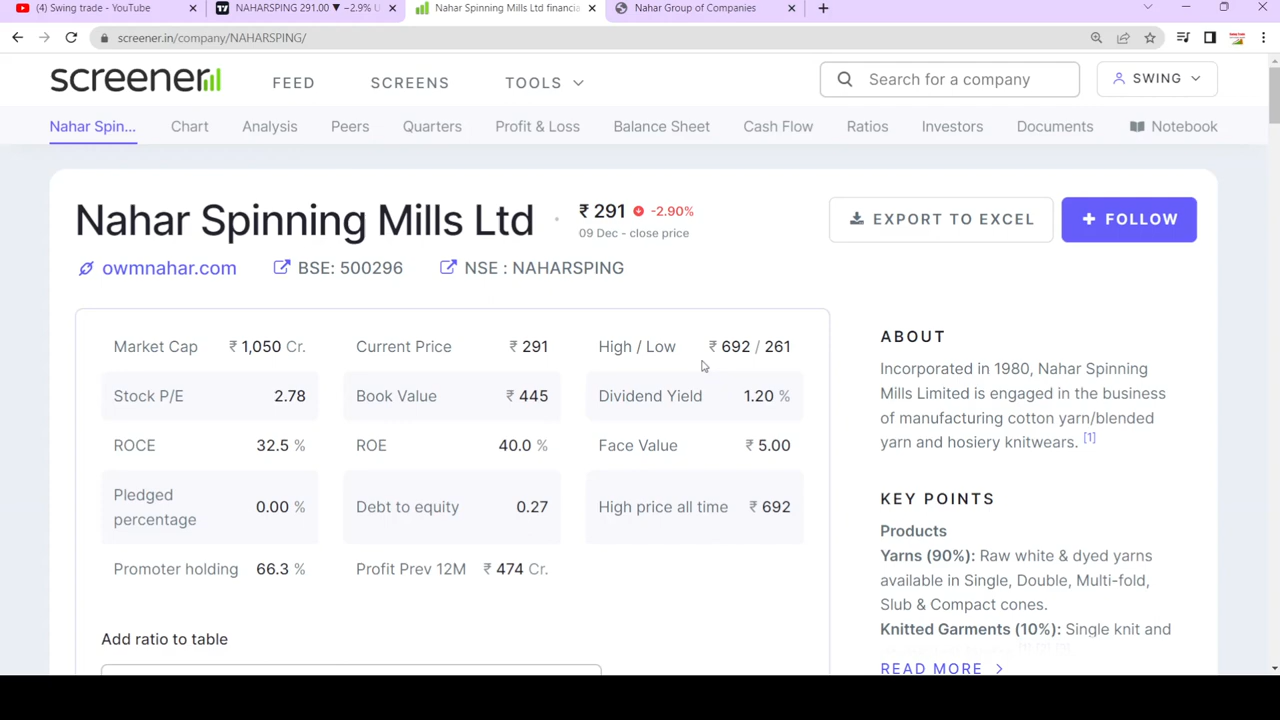 (4) Swing trade - YouTube
NAHARSPING 291.00 ▼ −2.9% U
Nahar Spinning Mills Ltd financia
Nahar Group of Companies
screener.in/company/NAHARSPING/
screener
FEED
SCREENS
TOOLS
Search for a company
SWING
Nahar Spin...
Chart
Analysis
Peers
Quarters
Profit & Loss
Balance Sheet
Cash Flow
Ratios
Investors
Documents
Notebook
Nahar Spinning Mills Ltd
₹ 291 -2.90%
09 Dec - close price
EXPORT TO EXCEL
+ FOLLOW
owmnahar.com
BSE: 500296
NSE : NAHARSPING
Market Cap ₹ 1,050 Cr.
Current Price ₹ 291
High / Low ₹ 692 / 261
Stock P/E 2.78
Book Value ₹ 445
Dividend Yield 1.20 %
ROCE 32.5 %
ROE 40.0 %
Face Value ₹ 5.00
Pledged
percentage 0.00 %
Debt to equity 0.27
High price all time ₹ 692
Promoter holding 66.3 %
Profit Prev 12M ₹ 474 Cr.
Add ratio to table
ABOUT
Incorporated in 1980, Nahar Spinning
Mills Limited is engaged in the business
of manufacturing cotton yarn/blended
yarn and hosiery knitwears. [1]
KEY POINTS
Products
Yarns (90%): Raw white & dyed yarns
available in Single, Double, Multi-fold,
Slub & Compact cones.
Knitted Garments (10%): Single knit and
READ MORE